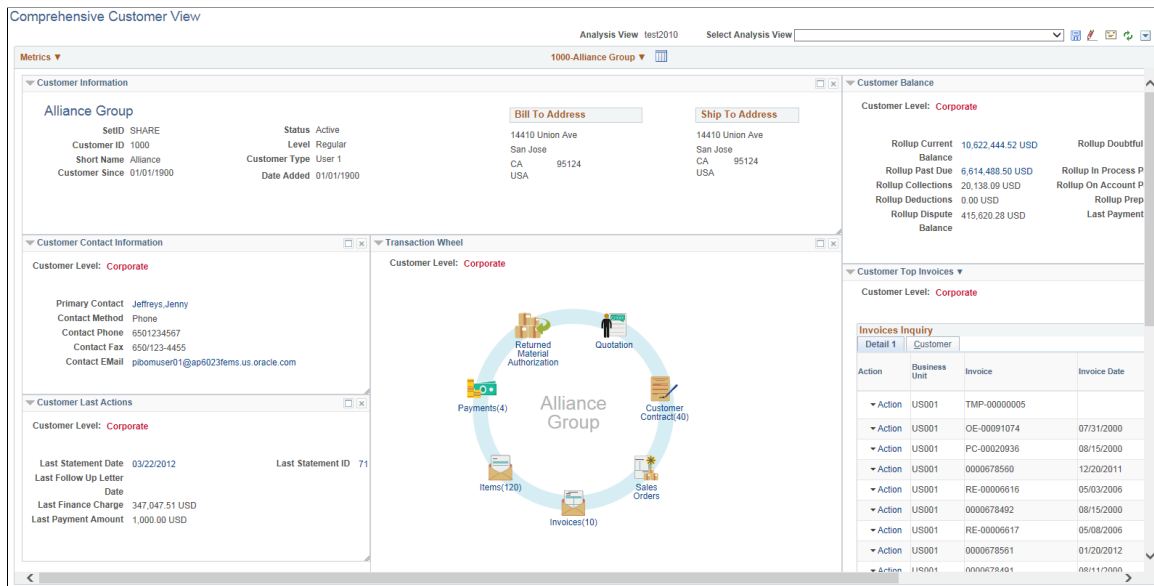 Comprehensive Customer View
Analysis View test2010 Select Analysis View
Metrics ▼ 1000-Alliance Group ▼
Customer Information
Alliance Group
SetID SHARE
Customer ID 1000
Short Name Alliance
Customer Since 01/01/1900
Status Active
Level Regular
Customer Type User 1
Date Added 01/01/1900
Bill To Address
14410 Union Ave
San Jose
CA 95124
USA
Ship To Address
14410 Union Ave
San Jose
CA 95124
USA
Customer Balance
Customer Level: Corporate
Rollup Current Balance 10,622,444.52 USD Rollup Doubtful
Rollup Past Due 6,614,488.50 USD Rollup In Process P
Rollup Collections 20,138.09 USD Rollup On Account P
Rollup Deductions 0.00 USD Rollup Prep
Rollup Dispute Balance 415,620.28 USD Last Payment
Customer Contact Information
Customer Level: Corporate
Primary Contact Jeffreys,Jenny
Contact Method Phone
Contact Phone 6501234567
Contact Fax 650/123-4455
Contact EMail pibomuser01@ap6023fems.us.oracle.com
Transaction Wheel
Customer Level: Corporate
Returned Material Authorization
Quotation
Payments(4)
Alliance Group
Customer Contract(40)
Items(120)
Sales Orders
Invoices(10)
Customer Last Actions
Customer Level: Corporate
Last Statement Date 03/22/2012 Last Statement ID 71
Last Follow Up Letter Date
Last Finance Charge 347,047.51 USD
Last Payment Amount 1,000.00 USD
Customer Top Invoices ▼
Customer Level: Corporate
Invoices Inquiry
Detail 1 Customer
Action Business Unit Invoice Invoice Date
Action US001 TMP-00000005
Action US001 OE-00091074 07/31/2000
Action US001 PC-00020936 08/15/2000
Action US001 0000678560 12/20/2011
Action US001 RE-00006616 05/03/2006
Action US001 0000678492 08/15/2000
Action US001 RE-00006617 05/08/2006
Action US001 0000678561 01/20/2012
Action US001 0000678491 08/11/2000